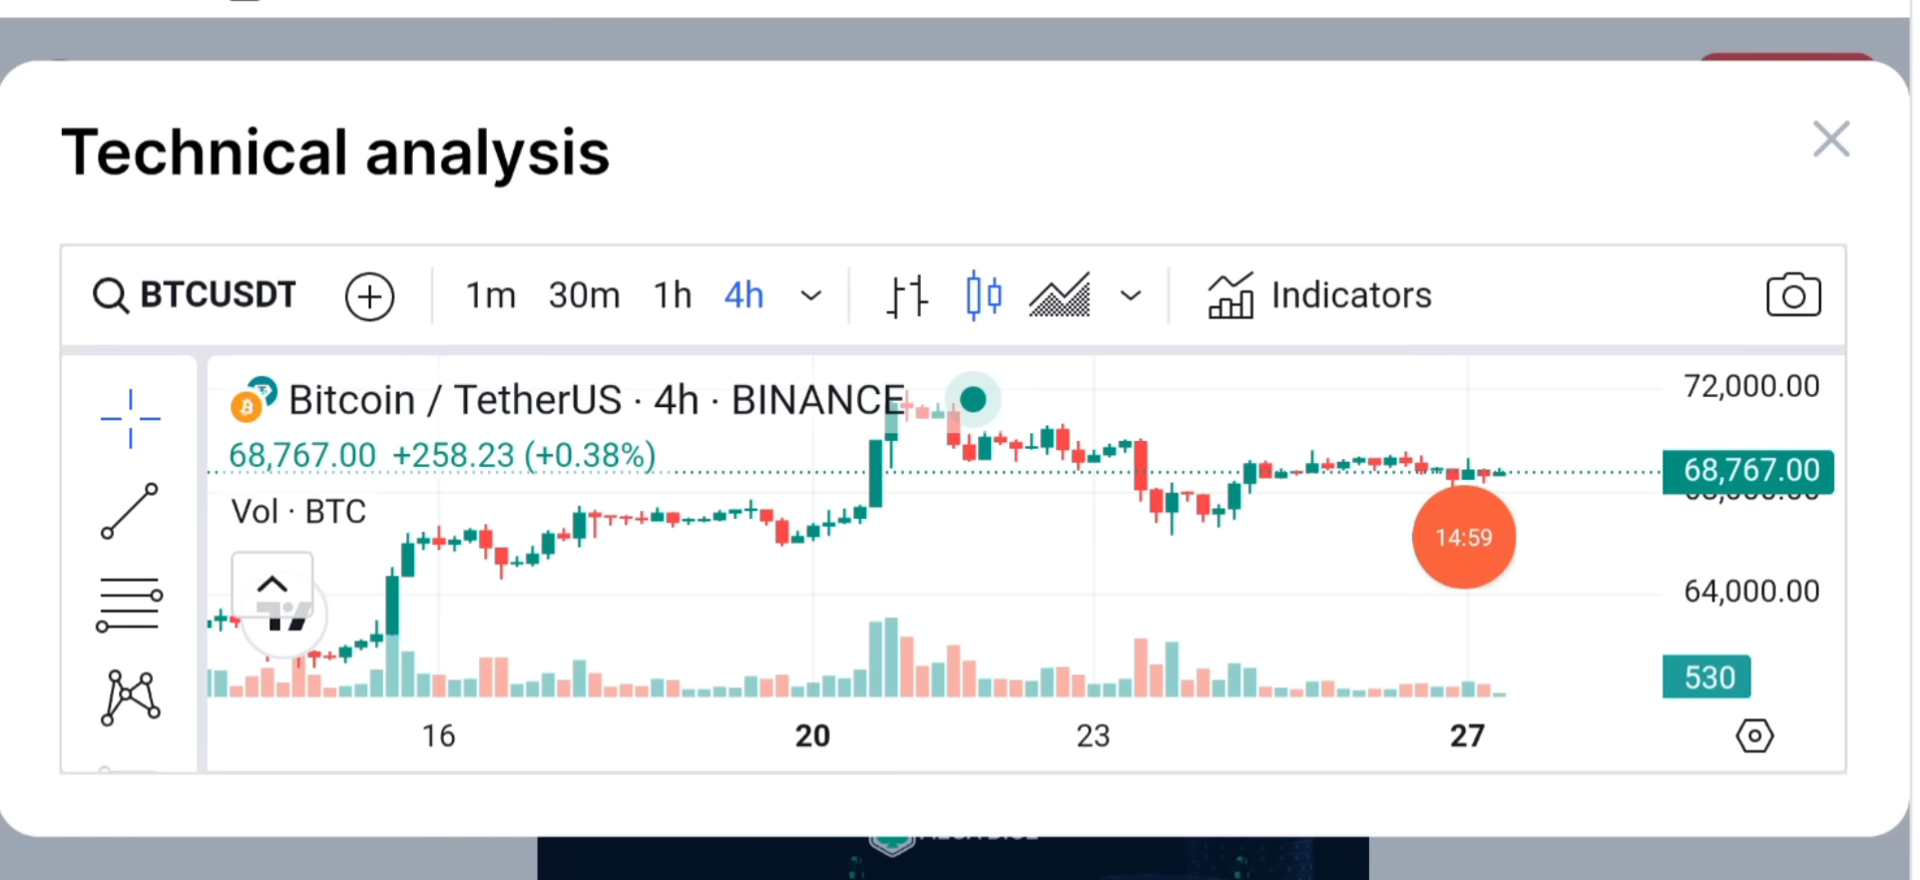 Technical analysis
BTCUSDT
1m 30m 1h 4h
Indicators
Bitcoin / TetherUS · 4h · BINANCE
68,767.00 +258.23 (+0.38%)
Vol · BTC
72,000.00
68,767.00
14:59
64,000.00
530
16 20 23 27